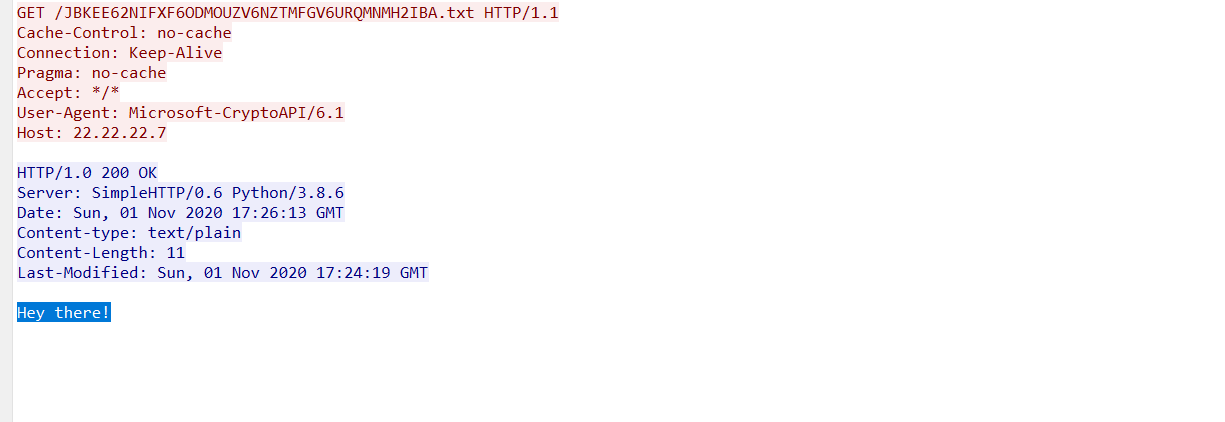 GET /JBKEE62NIFXF6ODMOUZV6NZTMFGV6URQMNMH2IBA.txt HTTP/1.1
Cache-Control: no-cache
Connection: Keep-Alive
Pragma: no-cache
Accept: */*
User-Agent: Microsoft-CryptoAPI/6.1
Host: 22.22.22.7
HTTP/1.0 200 OK
Server: SimpleHTTP/0.6 Python/3.8.6
Date: Sun, 01 Nov 2020 17:26:13 GMT
Content-type: text/plain
Content-Length: 11
Last-Modified: Sun, 01 Nov 2020 17:24:19 GMT
Hey there!